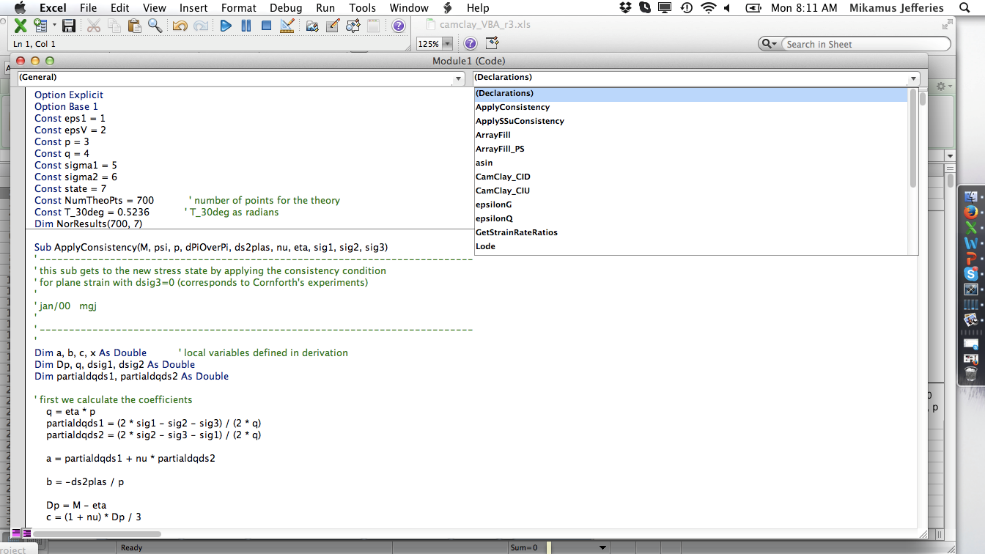 Excel File Edit View Insert Format Debug Run Tools Window Help Mon 8:11 AM Mikamus Jefferies
camclay_VBA_r3.xls
Ln 1, Col 1
125%
Search in Sheet
Module1 (Code)
(General)
(Declarations)
(Declarations)
ApplyConsistency
ApplySSuConsistency
ArrayFill
ArrayFill_PS
asin
CamClay_CID
CamClay_CIU
epsilonG
epsilonQ
GetStrainRateRatios
Lode
Option Explicit
Option Base 1
Const eps1 = 1
Const epsV = 2
Const p = 3
Const q = 4
Const sigma1 = 5
Const sigma2 = 6
Const state = 7
Const NumTheoPts = 700 ' number of points for the theory
Const T_30deg = 0.5236 ' T_30deg as radians
Dim NorResults(700, 7)
Sub ApplyConsistency(M, psi, p, dPiOverPi, ds2plas, nu, eta, sig1, sig2, sig3)
' ---------------------------------------------------------------------------
' this sub gets to the new stress state by applying the consistency condition
' for plane strain with dsig3=0 (corresponds to Cornforth's experiments)
'
' jan/00 mgj
'
' ---------------------------------------------------------------------------
'
Dim a, b, c, x As Double ' local variables defined in derivation
Dim Dp, q, dsig1, dsig2 As Double
Dim partialdqds1, partialdqds2 As Double
' first we calculate the coefficients
q = eta * p
partialdqds1 = (2 * sig1 - sig2 - sig3) / (2 * q)
partialdqds2 = (2 * sig2 - sig3 - sig1) / (2 * q)
a = partialdqds1 + nu * partialdqds2
b = -ds2plas / p
Dp = M - eta
c = (1 + nu) * Dp / 3
Ready
Sum=0